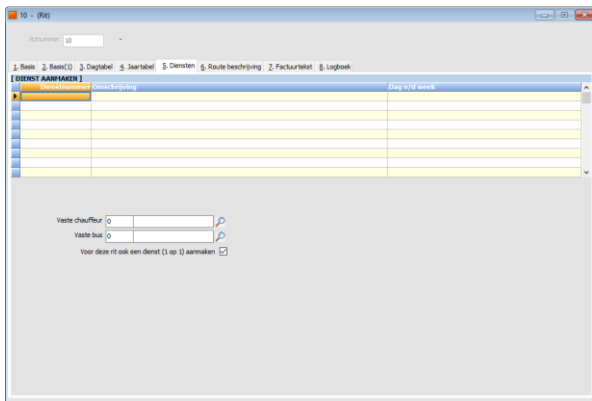 10 - (Rit)
Ritnummer 10 -
1. Basis 2. Basis(1) 3. Dagtabel 4. Jaartabel 5. Diensten 6. Route beschrijving 7. Factuurtekst 8. Logboek
[ DIENST AANMAKEN ]
Dienstnummer Omschrijving Dag v/d week
Vaste chauffeur 0
Vaste bus 0
Voor deze rit ook een dienst (1 op 1) aanmaken